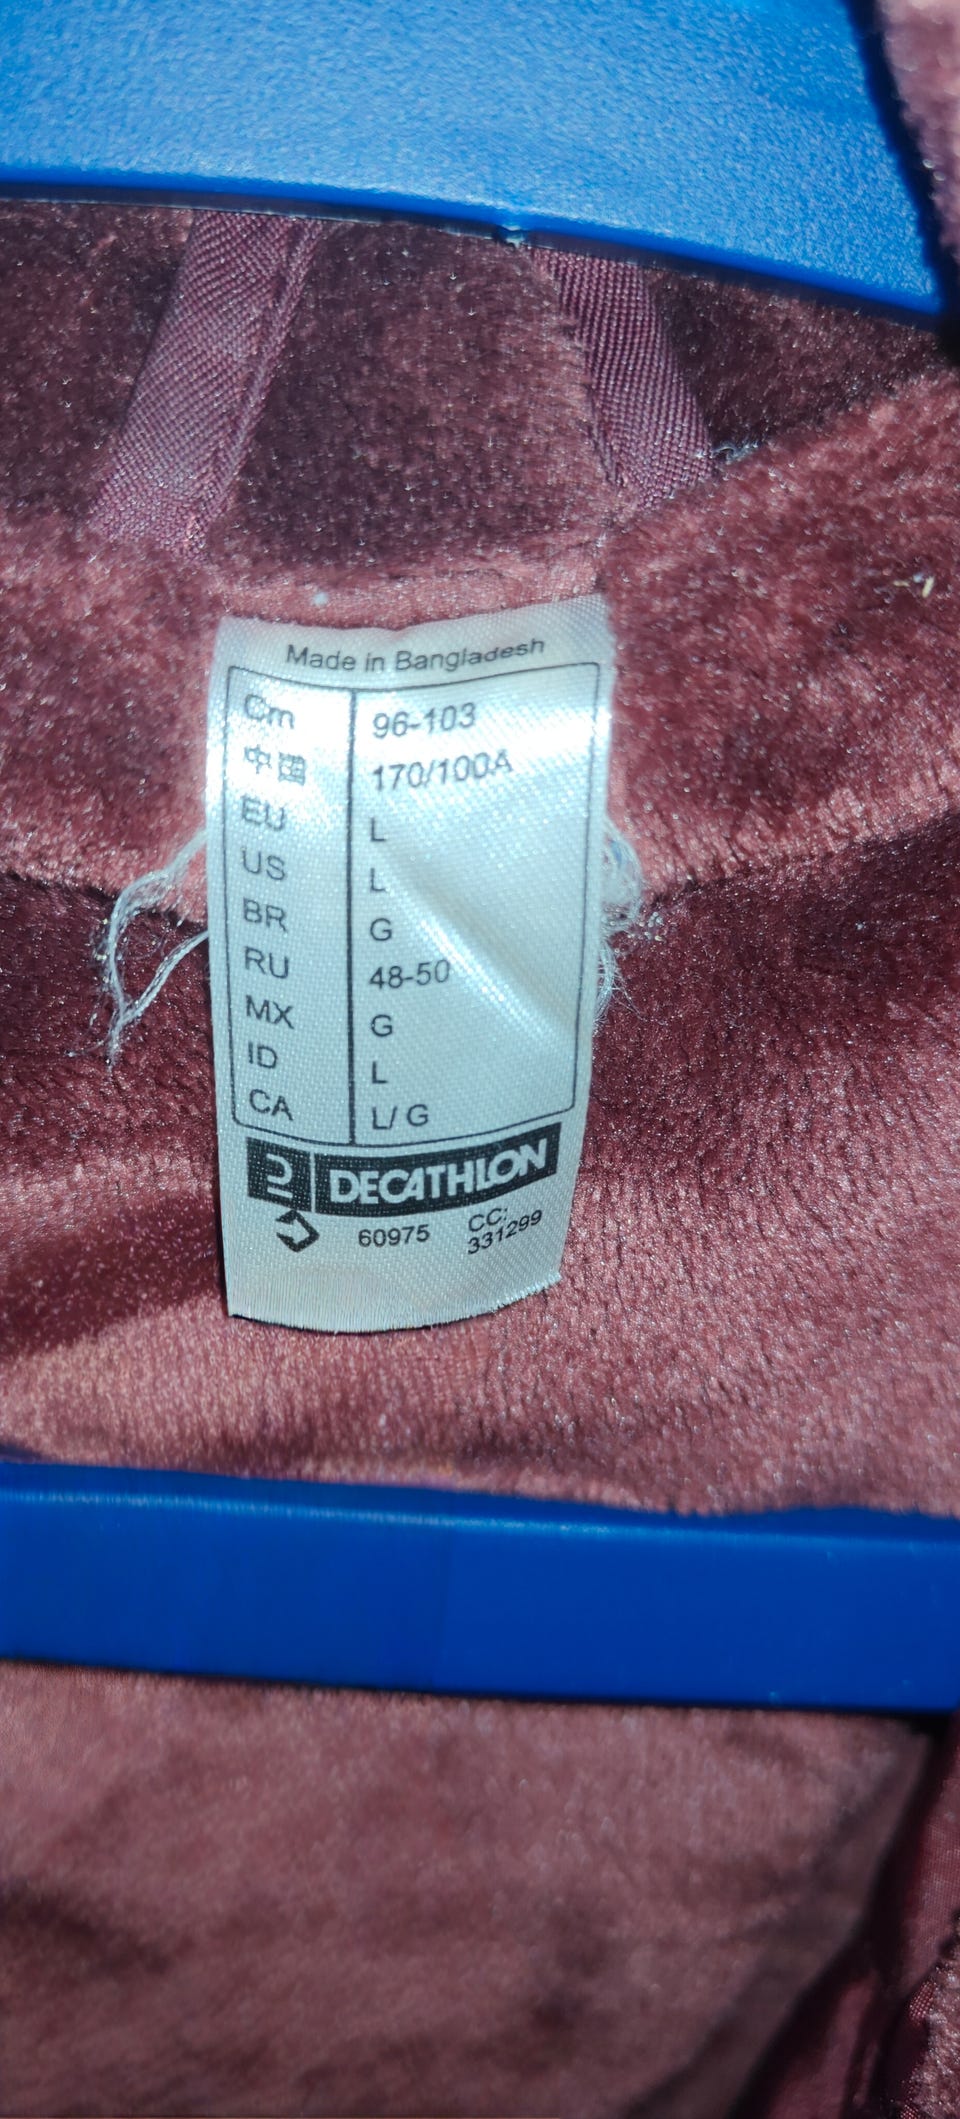 Made in Bangladesh
Cm 96-103
中国 170/100A
EU L
US L
BR G
RU 48-50
MX G
ID L
CA L/ G
DECATHLON
60975 CC:
331299